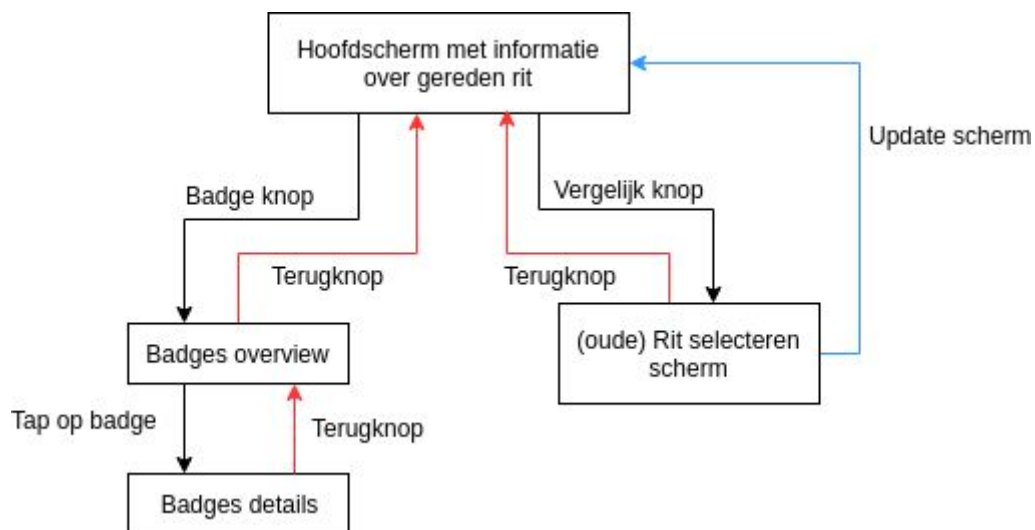 Hoofdscherm met informatie
over gereden rit
Update scherm
Badge knop
Vergelijk knop
Terugknop
Terugknop
Badges overview
(oude) Rit selecteren
scherm
Tap op badge
Terugknop
Badges details